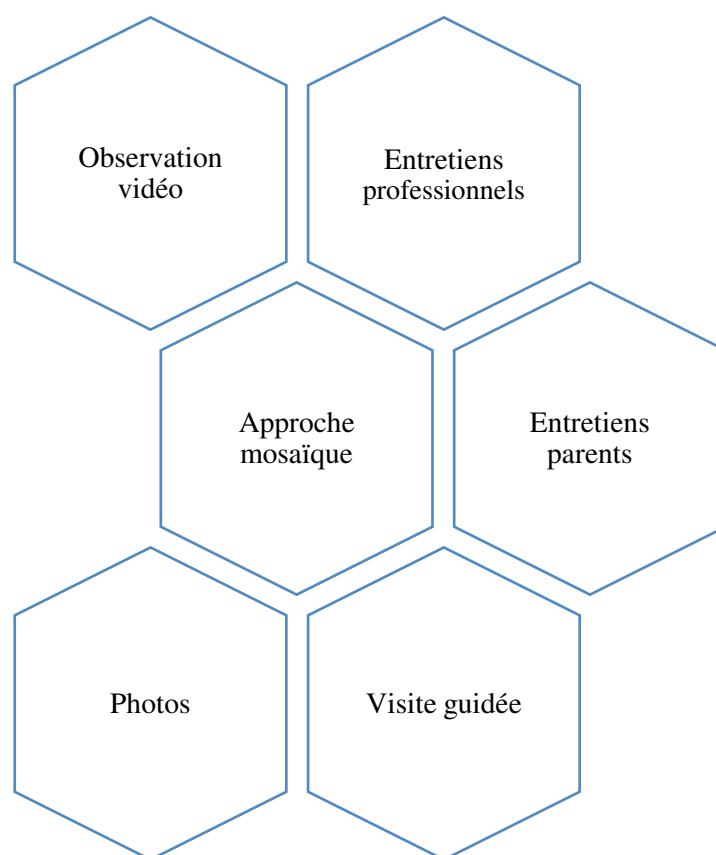 Observation
vidéo
Entretiens
professionnels
Approche
mosaïque
Entretiens
parents
Photos
Visite guidée